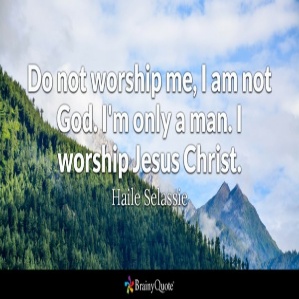 Do not worship me, I am not
God. I'm only a man. I
worship Jesus Christ.
Haile Selassie
BrainyQuote